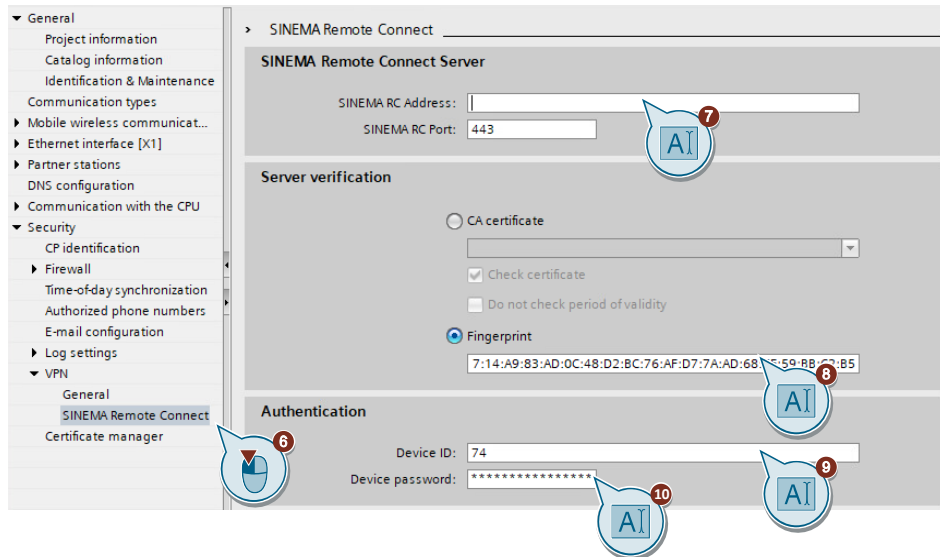 General
Project information
Catalog information
Identification & Maintenance
Communication types
Mobile wireless communicat...
Ethernet interface [X1]
Partner stations
DNS configuration
Communication with the CPU
Security
CP identification
Firewall
Time-of-day synchronization
Authorized phone numbers
E-mail configuration
Log settings
VPN
General
SINEMA Remote Connect
Certificate manager
6
SINEMA Remote Connect
SINEMA Remote Connect Server
SINEMA RC Address:
7
SINEMA RC Port: 443
A
Server verification
CA certificate
Check certificate
Do not check period of validity
Fingerprint
7:14:A9:83:AD:0C:48:D2:BC:76:AF:D7:7A:AD:68
8
A
Authentication
Device ID: 74
9
Device password: ***************
10
A
A